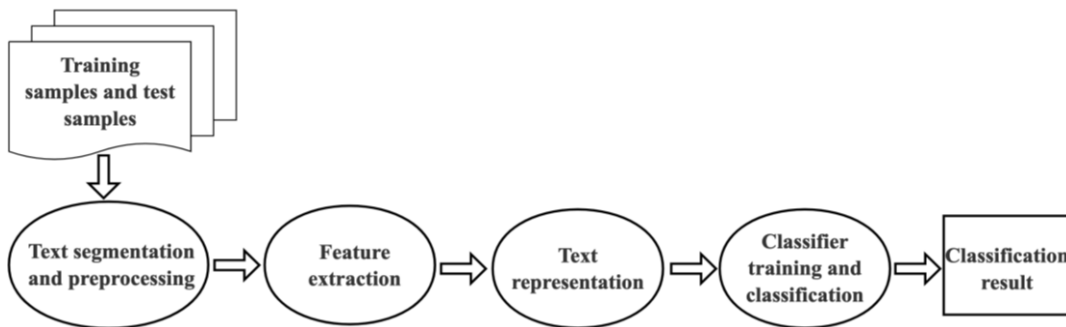 Training
samples and test
samples
Text segmentation
and preprocessing
Feature
extraction
Text
representation
Classifier
training and
classification
Classification
result